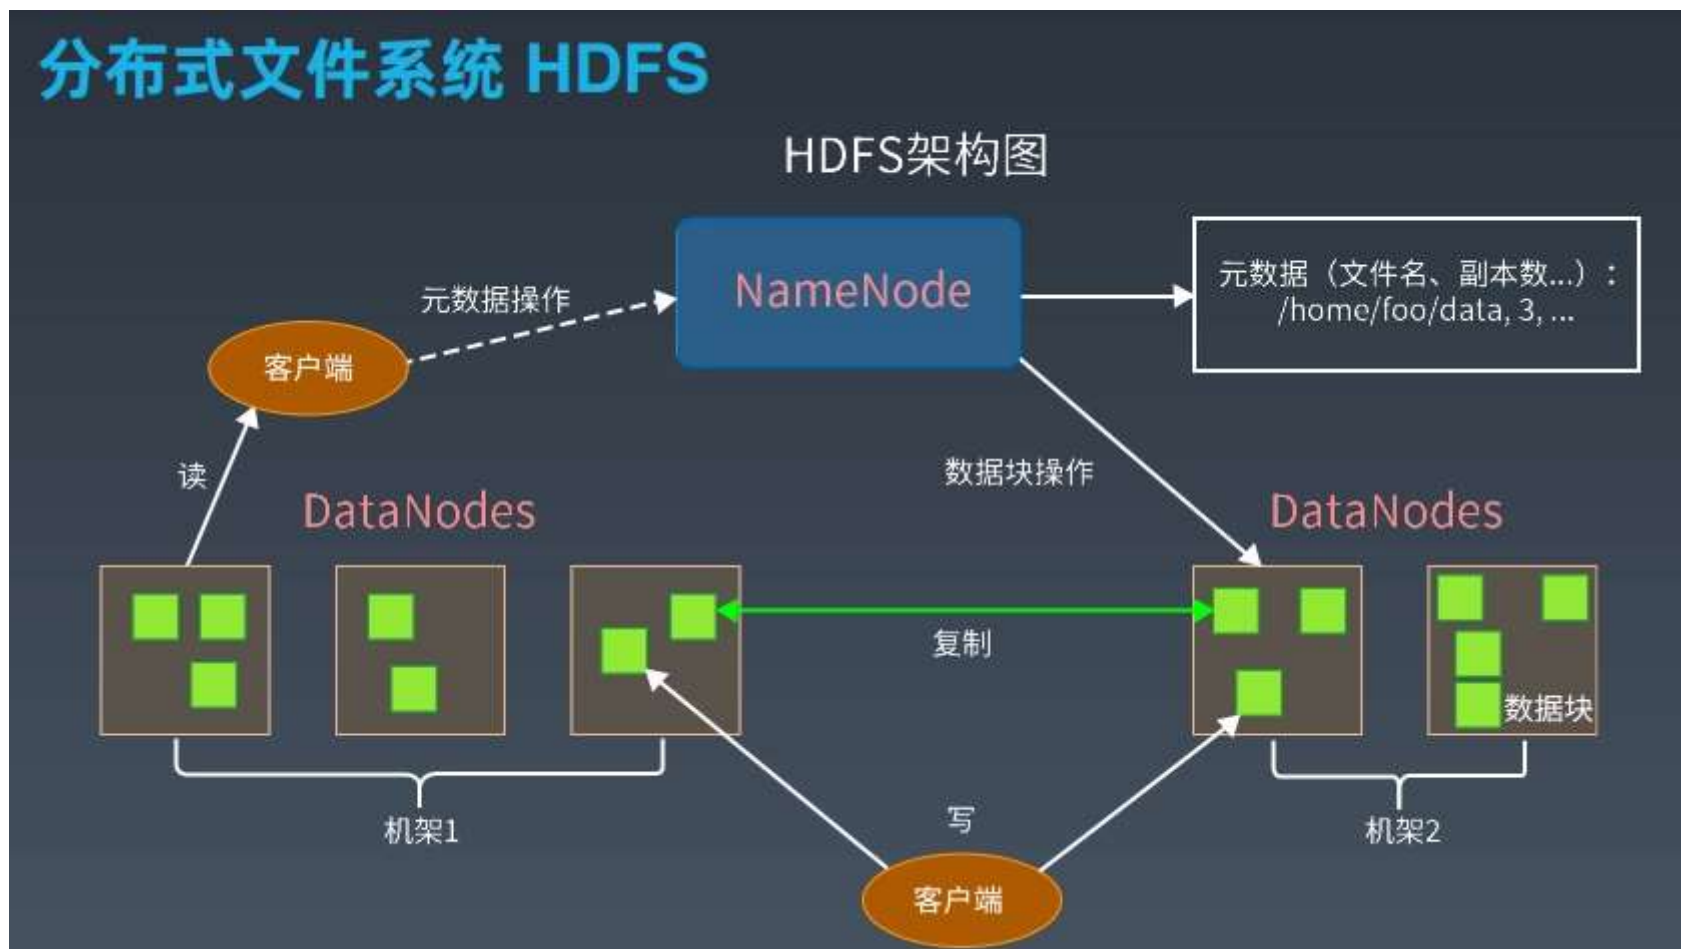 分布式文件系统 HDFS
HDFS架构图
NameNode
元数据（文件名、副本数...）：
/home/foo/data, 3, ...
元数据操作
客户端
读
数据块操作
DataNodes
DataNodes
复制
数据块
机架1
写
机架2
客户端